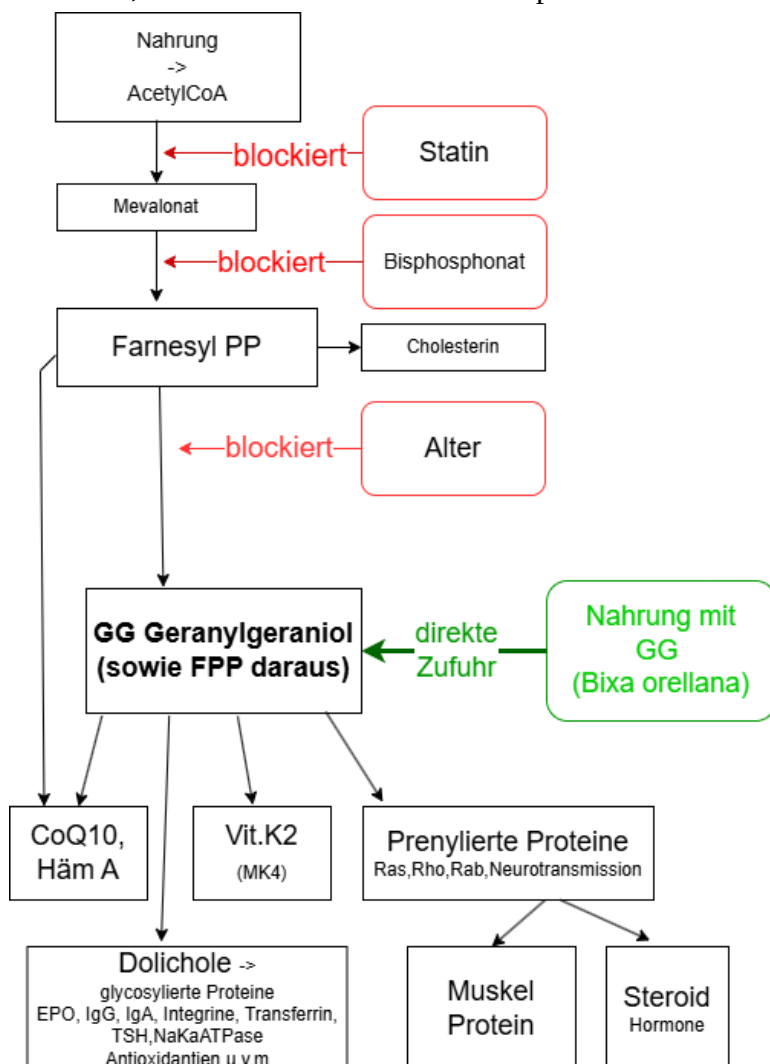 Nahrung
->
AcetylCoA
blockiert
Statin
Mevalonat
blockiert
Bisphosphonat
Farnesyl PP
Cholesterin
blockiert
Alter
GG Geranylgeraniol
(sowie FPP daraus)
direkte
Zufuhr
Nahrung mit
GG
(Bixa orellana)
CoQ10,
Häm A
Vit.K2
(MK4)
Prenylierte Proteine
Ras,Rho,Rab,Neurotransmission
Dolichole ->
glycosylierte Proteine
EPO, IgG, IgA, Integrine, Transferrin,
TSH,NaKaATPase
Antioxidantien u.v.m
Muskel
Protein
Steroid
Hormone